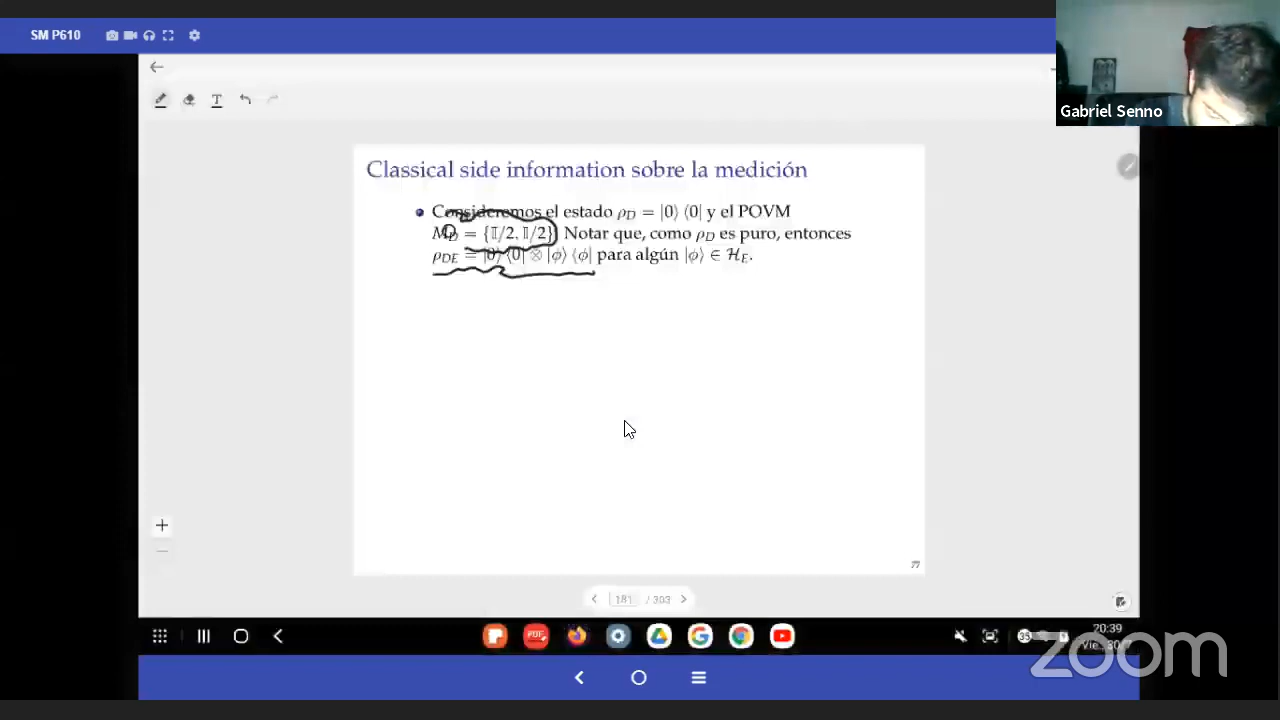 SM P610
Gabriel Senno
T
Classical side information sobre la medición
Consideremos el estado ρ_D = |0⟩ ⟨0| y el POVM
M_D = {𝕀/2, 𝕀/2} Notar que, como ρ_D es puro, entonces
ρ_DE = |0⟩ ⟨0| ⊗ |ϕ⟩ ⟨ϕ| para algún |ϕ⟩ ∈ ℋ_E.
77
181 / 303
20:39
zoom